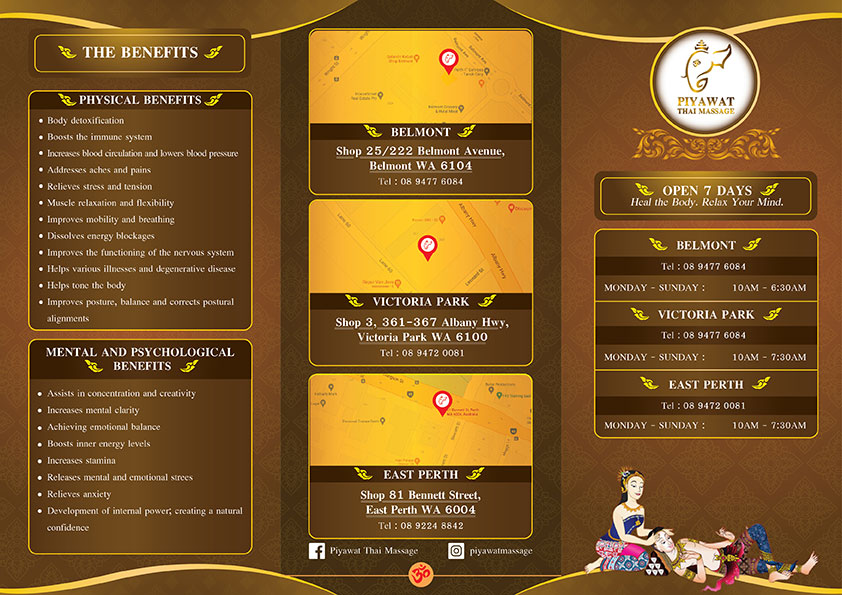 THE BENEFITS
PHYSICAL BENEFITS
Body detoxification
Boosts the immune system
Increases blood circulation and lowers blood pressure
Addresses aches and pains
Relieves stress and tension
Muscle relaxation and flexibility
Improves mobility and breathing
Dissolves energy blockages
Improves the functioning of the nervous system
Helps various illnesses and degenerative disease
Helps tone the body
Improves posture, balance and corrects postural
alignments
MENTAL AND PSYCHOLOGICAL
BENEFITS
Assists in concentration and creativity
Increases mental clarity
Achieving emotional balance
Boosts inner energy levels
Increases stamina
Releases mental and emotional strees
Relieves anxiety
Development of internal power; creating a natural
confidence
BELMONT
Shop 25/222 Belmont Avenue,
Belmont WA 6104
Tel : 08 9477 6084
Albany Hwy
VICTORIA PARK
Shop 3, 361-367 Albany Hwy,
Victoria Park WA 6100
Tel : 08 9472 0081
EAST PERTH
Shop 81 Bennett Street,
East Perth WA 6004
Tel : 08 9224 8842
Piyawat Thai Massage
piyawatmassage
ॐ
PIYAWAT
THAI MASSAGE
OPEN 7 DAYS
Heal the Body. Relax Your Mind.
BELMONT
Tel : 08 9477 6084
MONDAY - SUNDAY : 10AM - 6:30AM
VICTORIA PARK
Tel : 08 9477 6084
MONDAY - SUNDAY : 10AM - 7:30AM
EAST PERTH
Tel : 08 9472 0081
MONDAY - SUNDAY : 10AM - 7:30AM